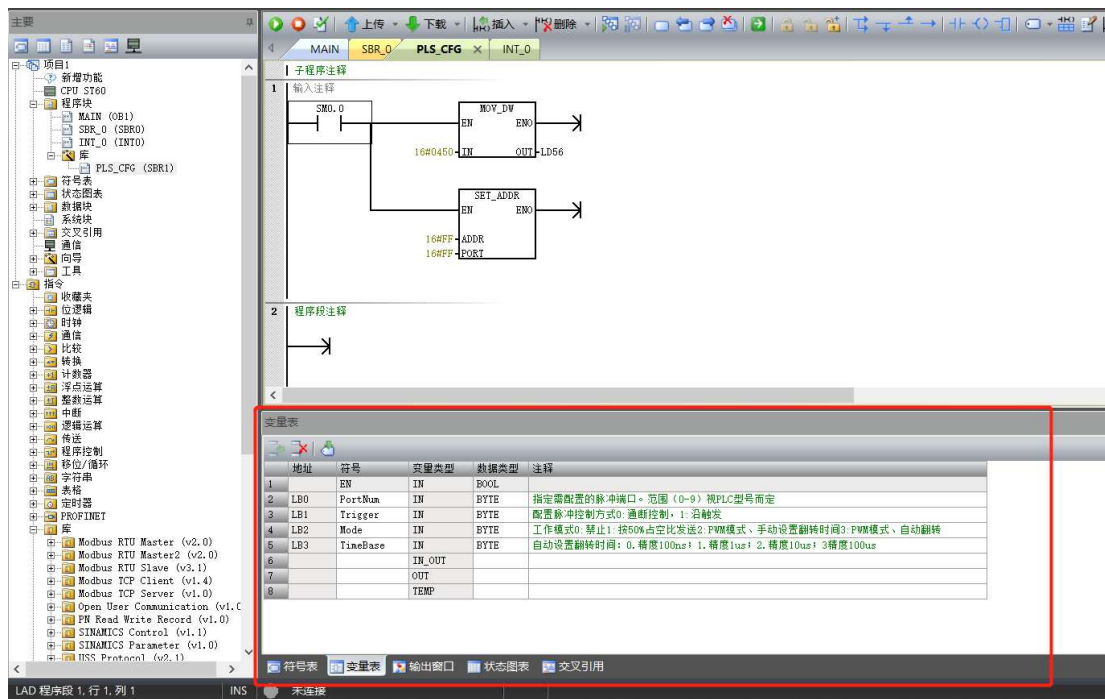 主要
上传 下载 插入 删除
MAIN SBR_0 PLS_CFG × INT_0
项目1
新增功能
CPU ST60
程序块
MAIN (OB1)
SBR_0 (SBR0)
INT_0 (INT0)
库
PLS_CFG (SBR1)
符号表
状态图表
数据块
系统块
交叉引用
通信
向导
工具
指令
收藏夹
位逻辑
时钟
通信
比较
转换
计数器
浮点运算
整数运算
中断
逻辑运算
传送
程序控制
移位/循环
字符串
表格
定时器
PROFINET
库
Modbus RTU Master (v2.0)
Modbus RTU Master2 (v2.0)
Modbus RTU Slave (v3.1)
Modbus TCP Client (v1.4)
Modbus TCP Server (v1.0)
Open User Communication (v1.0
PN Read Write Record (v1.0)
SINAMICS Control (v1.1)
SINAMICS Parameter (v1.0)
USS Protocol (v2.1)
子程序注释
1 输入注释
SM0.0 MOV_DW
EN ENO
16#0450 IN OUT LD56
SET_ADDR
EN ENO
16#FF ADDR
16#FF PORT
2 程序段注释
变量表
地址 符号 变量类型 数据类型 注释
1 EN IN BOOL
2 LB0 PortNum IN BYTE 指定需配置的脉冲端口。范围（0-9）视PLC型号而定
3 LB1 Trigger IN BYTE 配置脉冲控制方式0:通断控制，1:沿触发
4 LB2 Mode IN BYTE 工作模式0:禁止1:按50%占空比发送2:PWM模式、手动设置翻转时间3:PWM模式、自动翻转
5 LB3 TimeBase IN BYTE 自动设置翻转时间：0.精度100ns；1.精度1us；2.精度10us；3精度100us
6 IN_OUT
7 OUT
8 TEMP
符号表 变量表 输出窗口 状态图表 交叉引用
LAD 程序段 1, 行 1, 列 1 INS 未连接